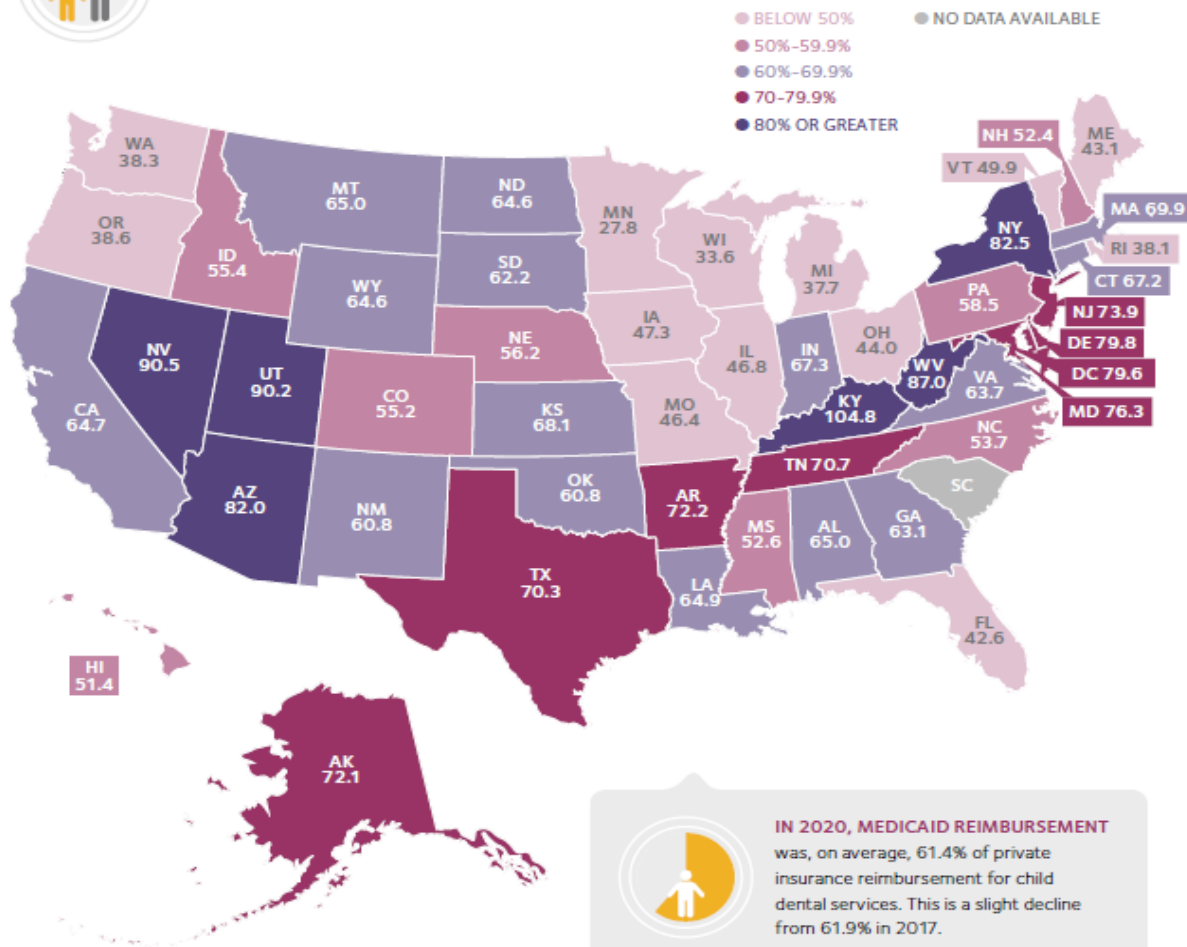 BELOW 50%
NO DATA AVAILABLE
50%-59.9%
60%-69.9%
70-79.9%
80% OR GREATER
WA
38.3
OR
38.6
ID
55.4
MT
65.0
ND
64.6
MN
27.8
WI
33.6
MI
37.7
NH 52.4
VT 49.9
ME
43.1
NY
82.5
MA 69.9
RI 38.1
CT 67.2
SD
62.2
WY
64.6
NE
56.2
IA
47.3
IL
46.8
IN
67.3
OH
44.0
PA
58.5
NJ 73.9
DE 79.8
DC 79.6
MD 76.3
NV
90.5
UT
90.2
CO
55.2
KS
68.1
MO
46.4
KY
104.8
WV
87.0
VA
63.7
CA
64.7
NC
53.7
TN 70.7
AZ
82.0
NM
60.8
OK
60.8
AR
72.2
SC
MS
52.6
AL
65.0
GA
63.1
TX
70.3
LA
64.9
FL
42.6
HI
51.4
AK
72.1
IN 2020, MEDICAID REIMBURSEMENT
was, on average, 61.4% of private
insurance reimbursement for child
dental services. This is a slight decline
from 61.9% in 2017.